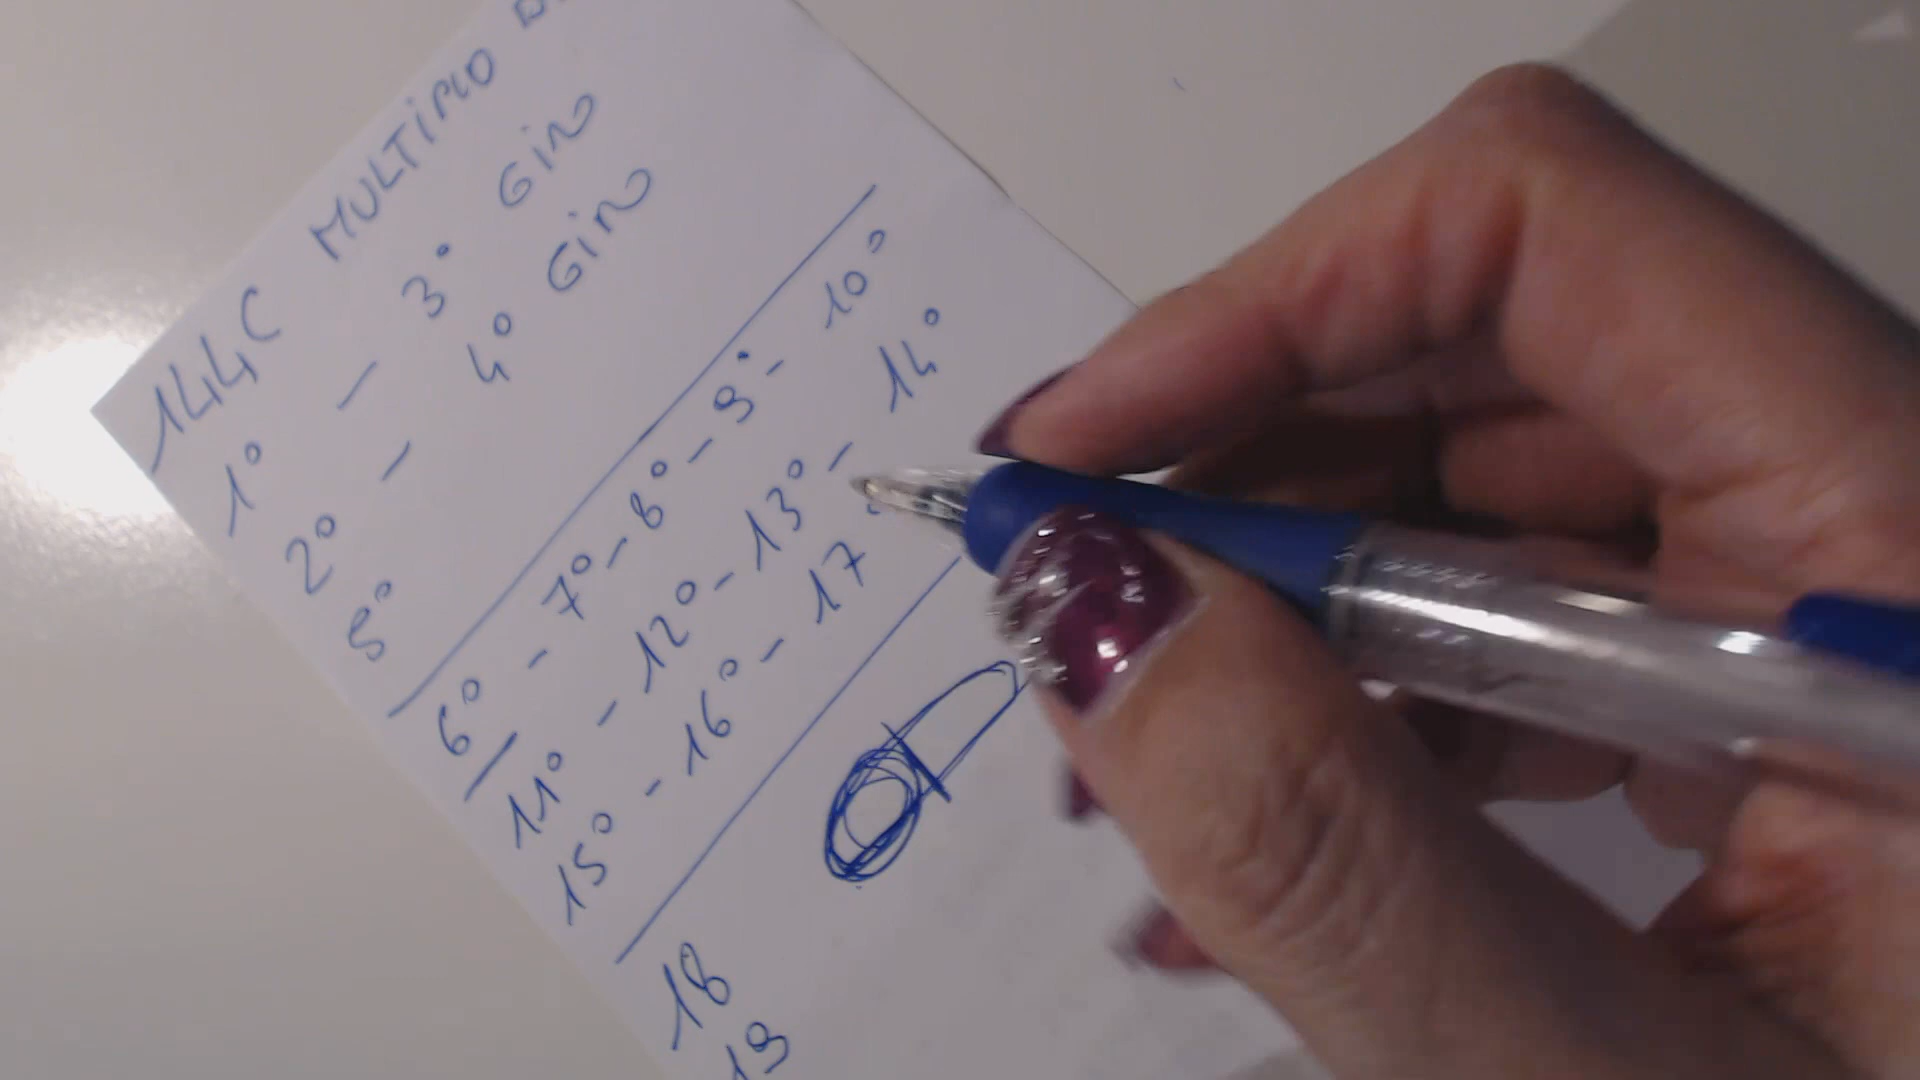 144C MULTIPLO
1° - 3° GIRO
2° - 4° GIRO
5°
6° - 7° - 8° - 9° - 10°
11° - 12° - 13° - 14°
15° - 16° - 17°
18
19